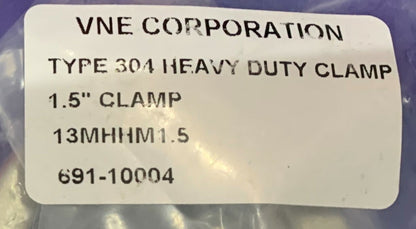 VNE CORPORATION
TYPE 304 HEAVY DUTY CLAMP
1.5" CLAMP
13MHHM1.5
691-10004